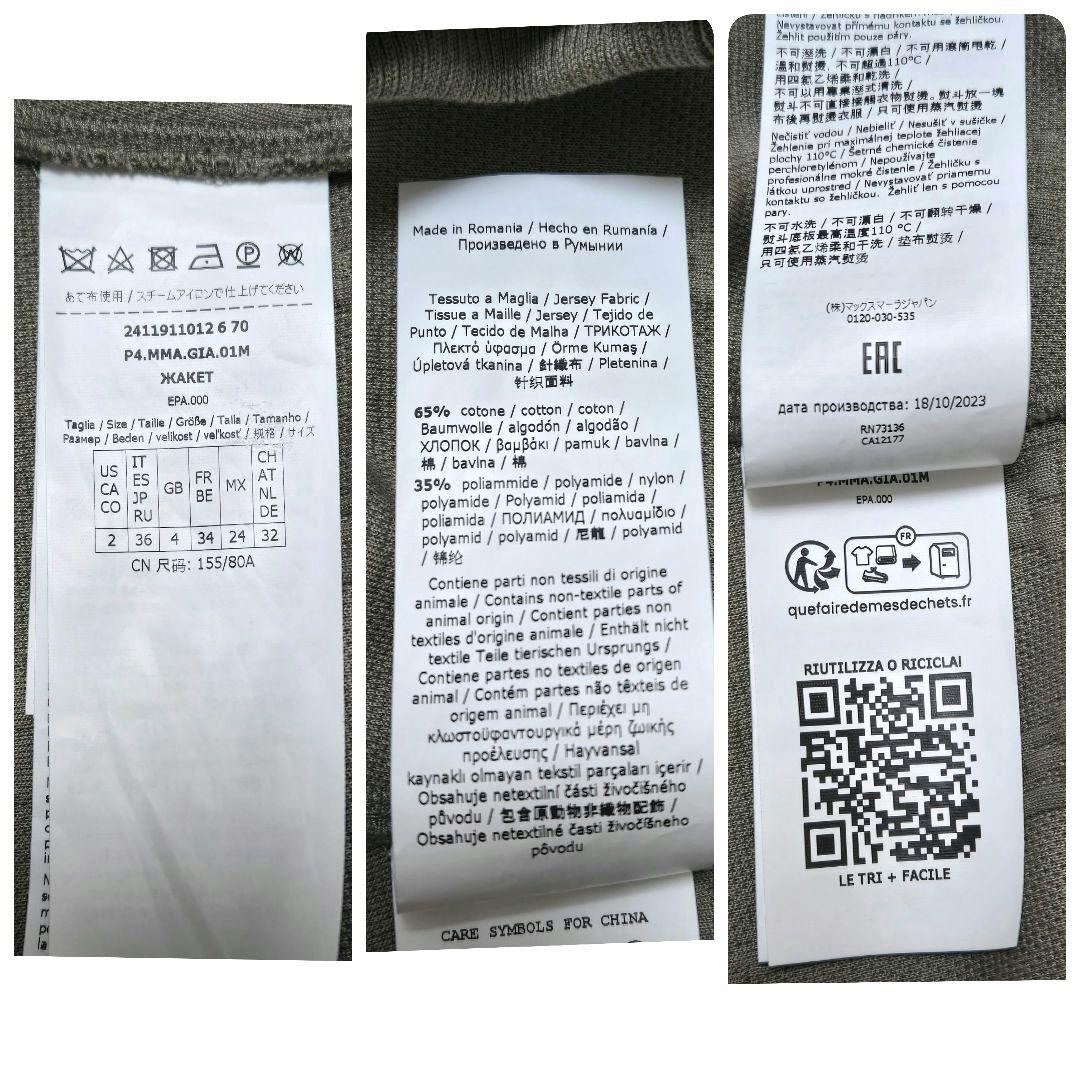 あて布使用 / スチームアイロンで仕上げてください
2411911012 6 70
P4.MMA.GIA.01M
ЖАКЕТ
EPA.000
Taglia / Size / Taille / Größe / Talla / Tamanho /
Размер / Beden / velikost / veľkosť / 规格 / サイズ
US CA CO | IT ES JP RU | GB | FR BE | MX | CH AT NL DE
2 | 36 | 4 | 34 | 24 | 32
CN 尺码: 155/80A
Made in Romania / Hecho en Rumanía /
Произведено в Румынии
Tessuto a Maglia / Jersey Fabric /
Tissue a Maille / Jersey / Tejido de
Punto / Tecido de Malha / ТРИКОТАЖ /
Πλεκτό ύφασμα / Örme Kumaş /
Úpletová tkanina / 針織布 / Pletenina /
针织面料
65% cotone / cotton / coton /
Baumwolle / algodón / algodão /
ХЛОПОК / βαμβάκι / pamuk / bavlna /
棉 / bavlna / 棉
35% poliammide / polyamide / nylon /
polyamide / Polyamid / poliamida /
poliamida / ПОЛИАМИД / πολυαμίδιο /
polyamid / polyamid / 尼龍 / polyamid
/ 锦纶
Contiene parti non tessili di origine
animale / Contains non-textile parts of
animal origin / Contient parties non
textiles d'origine animale / Enthält nicht
textile Teile tierischen Ursprungs /
Contiene partes no textiles de origen
animal / Contém partes não têxteis de
origem animal / Περιέχει μη
κλωστοϋφαντουργικά μέρη ζωικής
προέλευσης / Hayvansal
kaynaklı olmayan tekstil parçaları içerir /
Obsahuje netextilní části živočišného
původu / 包含原動物非織物配飾 /
Obsahuje netextilné časti živočíšneho
pôvodu
CARE SYMBOLS FOR CHINA
Nevystavovat přímému kontaktu se žehličkou.
Žehlit použitím pouze páry.
不可溼洗 / 不可漂白 / 不可用滾筒甩乾 /
溫和熨燙, 不可超過110°C /
用四氯乙烯柔和乾洗 /
不可以用專業溼式清洗 /
熨斗不可直接接觸衣物熨燙。熨斗放一塊
布後再熨燙衣服 / 只可使用蒸汽熨燙
Nečistiť vodou / Nebieliť / Nesušiť v sušičke /
Žehlenie pri maximálnej teplote žehliacej
plochy 110°C / Šetrné chemické čistenie
perchloretylénom / Nepoužívajte
profesionálne mokré čistenie / Žehličku s
látkou uprostred / Nevystavovať priamemu
kontaktu so žehličkou. Žehliť len s pomocou
pary.
不可水洗 / 不可漂白 / 不可翻转干燥 /
熨斗底板最高温度110 °C /
用四氯乙烯柔和干洗 / 垫布熨烫 /
只可使用蒸汽熨烫
(株)マックスマーラジャパン
0120-030-535
EAC
дата производства: 18/10/2023
RN73136
CA12177
P4.MMA.GIA.01M
EPA.000
FR
quefairedemesdechets.fr
RIUTILIZZA O RICICLA!
LE TRI + FACILE